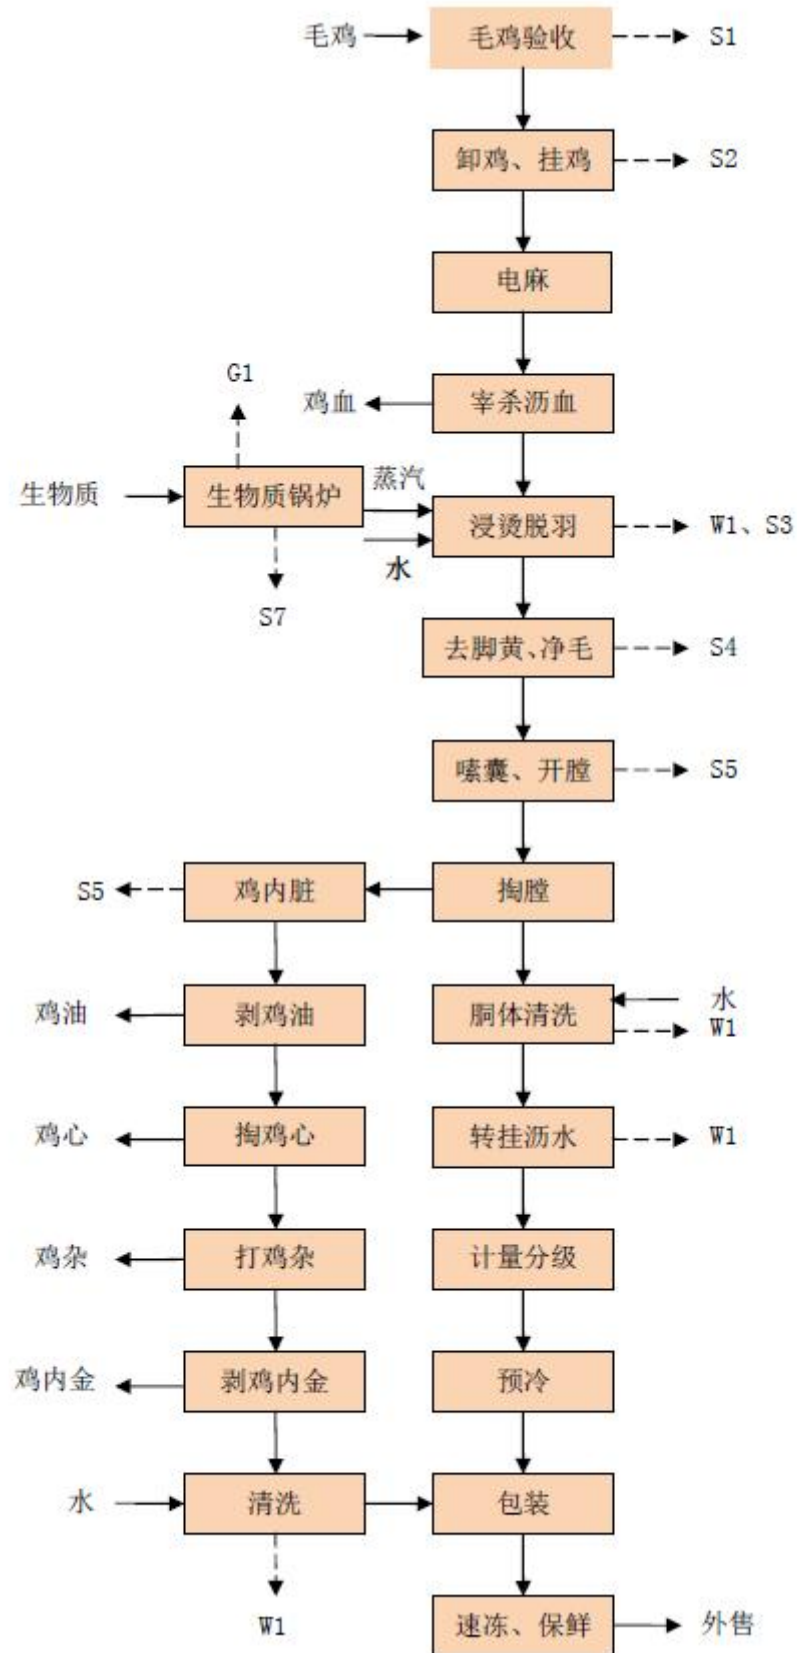 毛鸡
毛鸡验收
S1
卸鸡、挂鸡
S2
电麻
G1
鸡血
宰杀沥血
生物质
生物质锅炉
蒸汽
水
浸烫脱羽
W1、S3
S7
去脚黄、净毛
S4
嗉囊、开膛
S5
S5
鸡内脏
掏膛
鸡油
剥鸡油
胴体清洗
水
W1
鸡心
掏鸡心
转挂沥水
W1
鸡杂
打鸡杂
计量分级
鸡内金
剥鸡内金
预冷
水
清洗
包装
W1
速冻、保鲜
外售